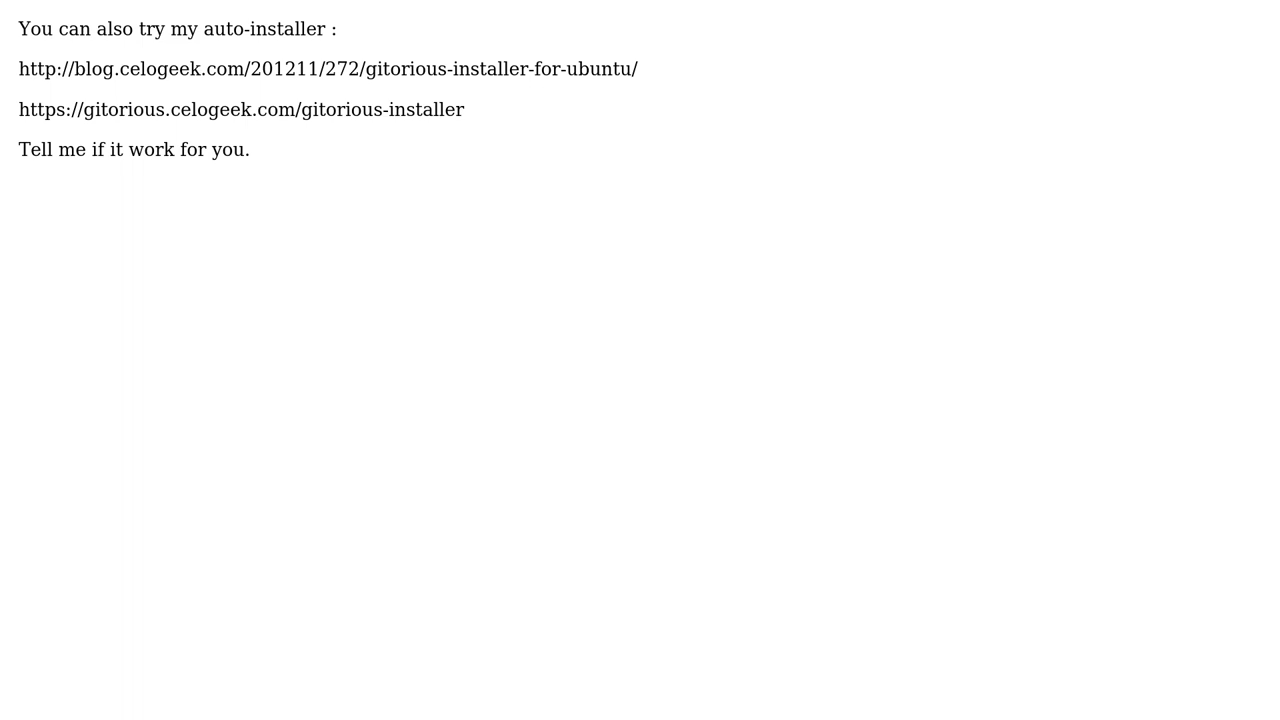 You can also try my auto-installer :
http://blog.celogeek.com/201211/272/gitorious-installer-for-ubuntu/
https://gitorious.celogeek.com/gitorious-installer
Tell me if it work for you.